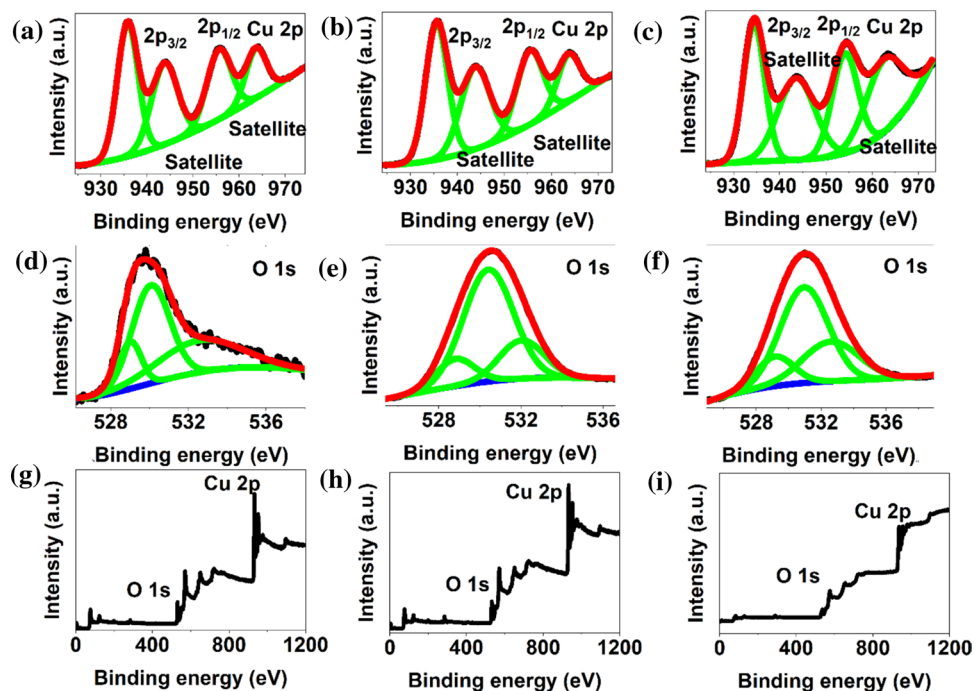 (a)
2p3/2
2p1/2 Cu 2p
Satellite
Satellite
Intensity (a.u.)
930 940 950 960 970
Binding energy (eV)
(b)
2p3/2
2p1/2 Cu 2p
Satellite
Satellite
Intensity (a.u.)
930 940 950 960 970
Binding energy (eV)
(c)
2p3/2 2p1/2 Cu 2p
Satellite
Satellite
Intensity (a.u.)
930 940 950 960 970
Binding energy (eV)
(d)
O 1s
Intensity (a.u.)
528 532 536
Binding energy (eV)
(e)
O 1s
Intensity (a.u.)
528 532 536
Binding energy (eV)
(f)
O 1s
Intensity (a.u.)
528 532 536
Binding energy (eV)
(g)
Cu 2p
O 1s
Intensity (a.u.)
0 400 800 1200
Binding energy (eV)
(h)
Cu 2p
O 1s
Intensity (a.u.)
0 400 800 1200
Binding energy (eV)
(i)
Cu 2p
O 1s
Intensity (a.u.)
0 400 800 1200
Binding energy (eV)